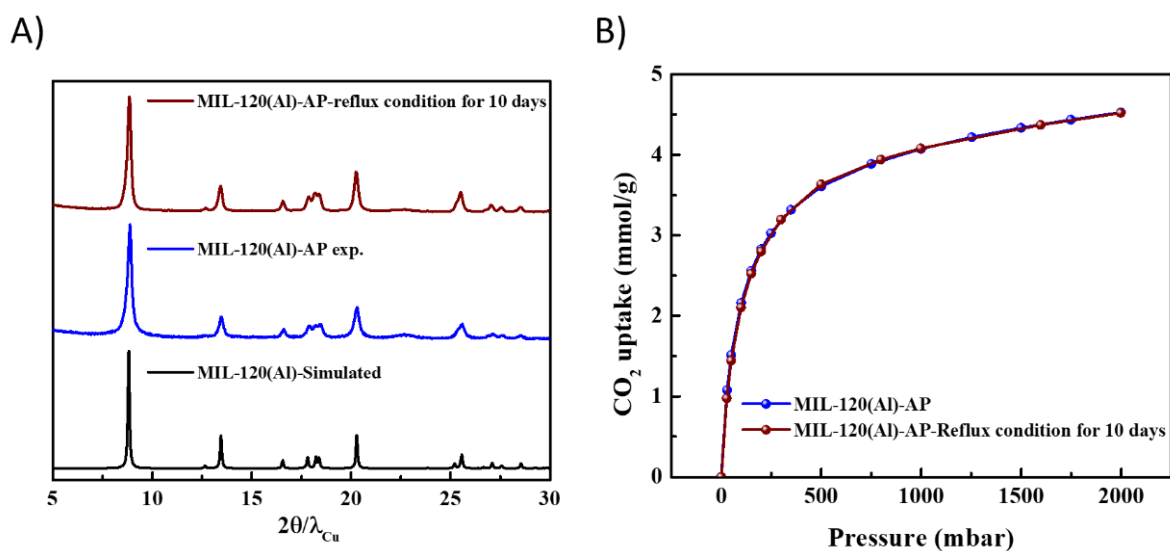 A)
MIL-120(Al)-AP-reflux condition for 10 days
MIL-120(Al)-AP exp.
MIL-120(Al)-Simulated
5 10 15 20 25 30
2θ/λCu
B)
CO2 uptake (mmol/g)
5
4
3
2
1
0
MIL-120(Al)-AP
MIL-120(Al)-AP-Reflux condition for 10 days
0 500 1000 1500 2000
Pressure (mbar)